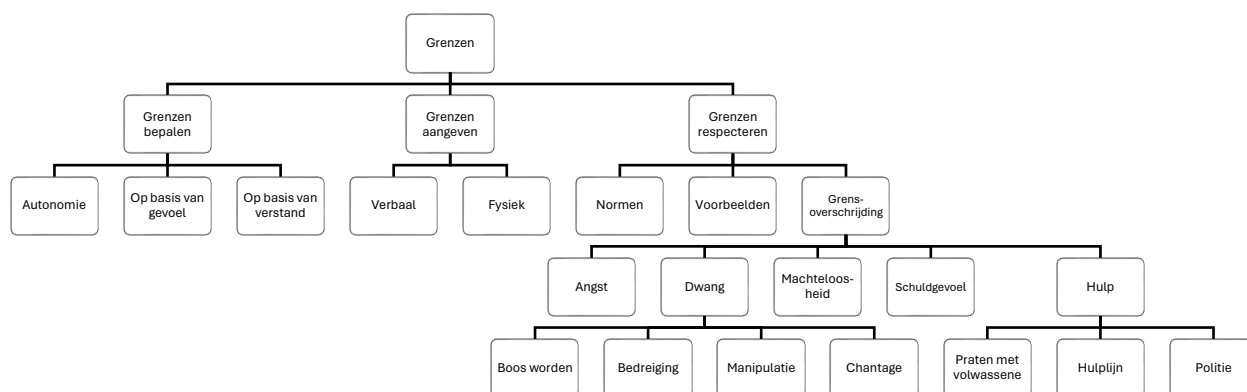 Grenzen
Grenzen
bepalen
Grenzen
aangeven
Grenzen
respecteren
Autonomie
Op basis van
gevoel
Op basis van
verstand
Verbaal
Fysiek
Normen
Voorbeelden
Grens-
overschrijding
Angst
Dwang
Machteloos-
heid
Schuldgevoel
Hulp
Boos worden
Bedreiging
Manipulatie
Chantage
Praten met
volwassene
Hulplijn
Politie